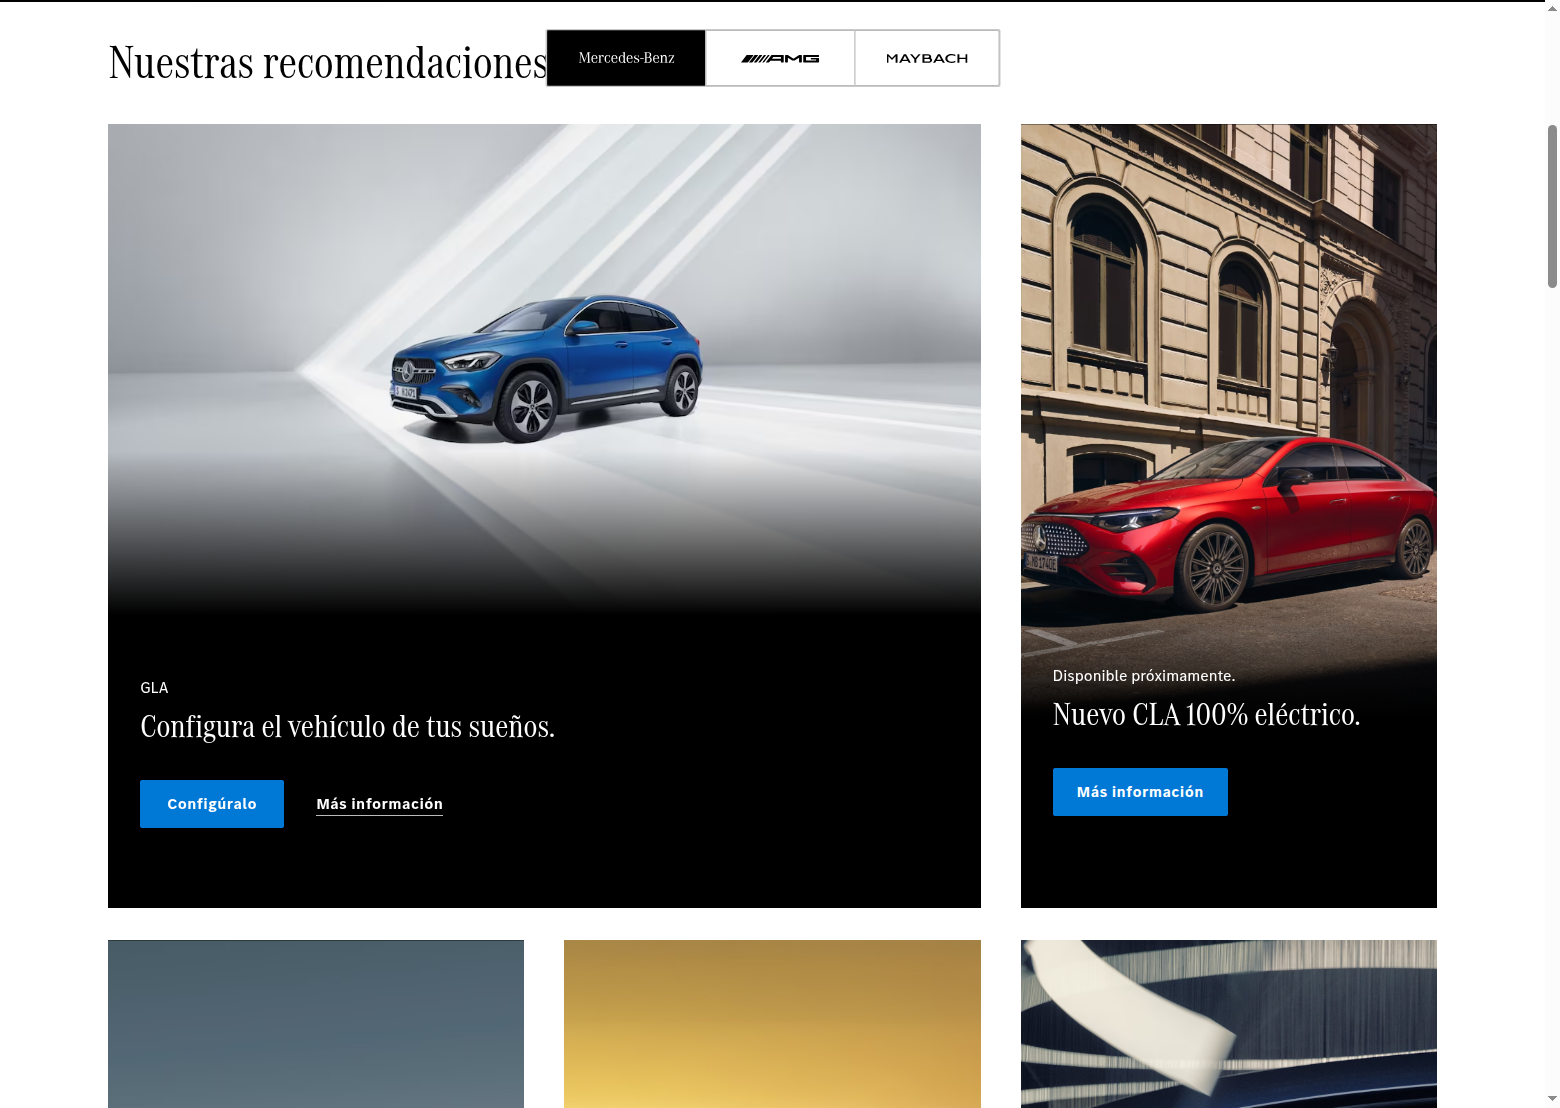 Nuestras recomendaciones
Mercedes-Benz
AMG
MAYBACH
GLA
Configura el vehículo de tus sueños.
Configúralo
Más información
Disponible próximamente.
Nuevo CLA 100% eléctrico.
Más información